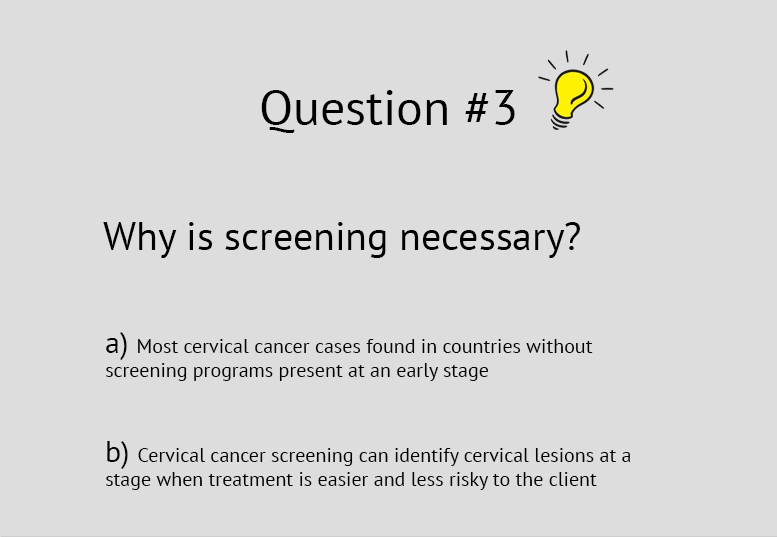 Question #3
Why is screening necessary?
a) Most cervical cancer cases found in countries without
screening programs present at an early stage
b) Cervical cancer screening can identify cervical lesions at a
stage when treatment is easier and less risky to the client